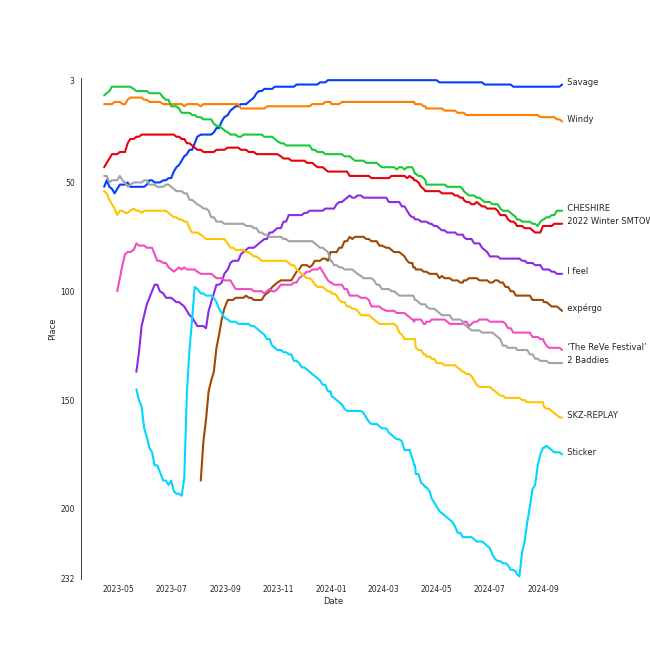 3
50
100
150
200
232
Place
2023-05
2023-07
2023-09
2023-11
2024-01
2024-03
2024-05
2024-07
2024-09
Date
Savage
Windy
CHESHIRE
2022 Winter SMTOW
I feel
expérgo
'The ReVe Festival'
2 Baddies
SKZ-REPLAY
Sticker